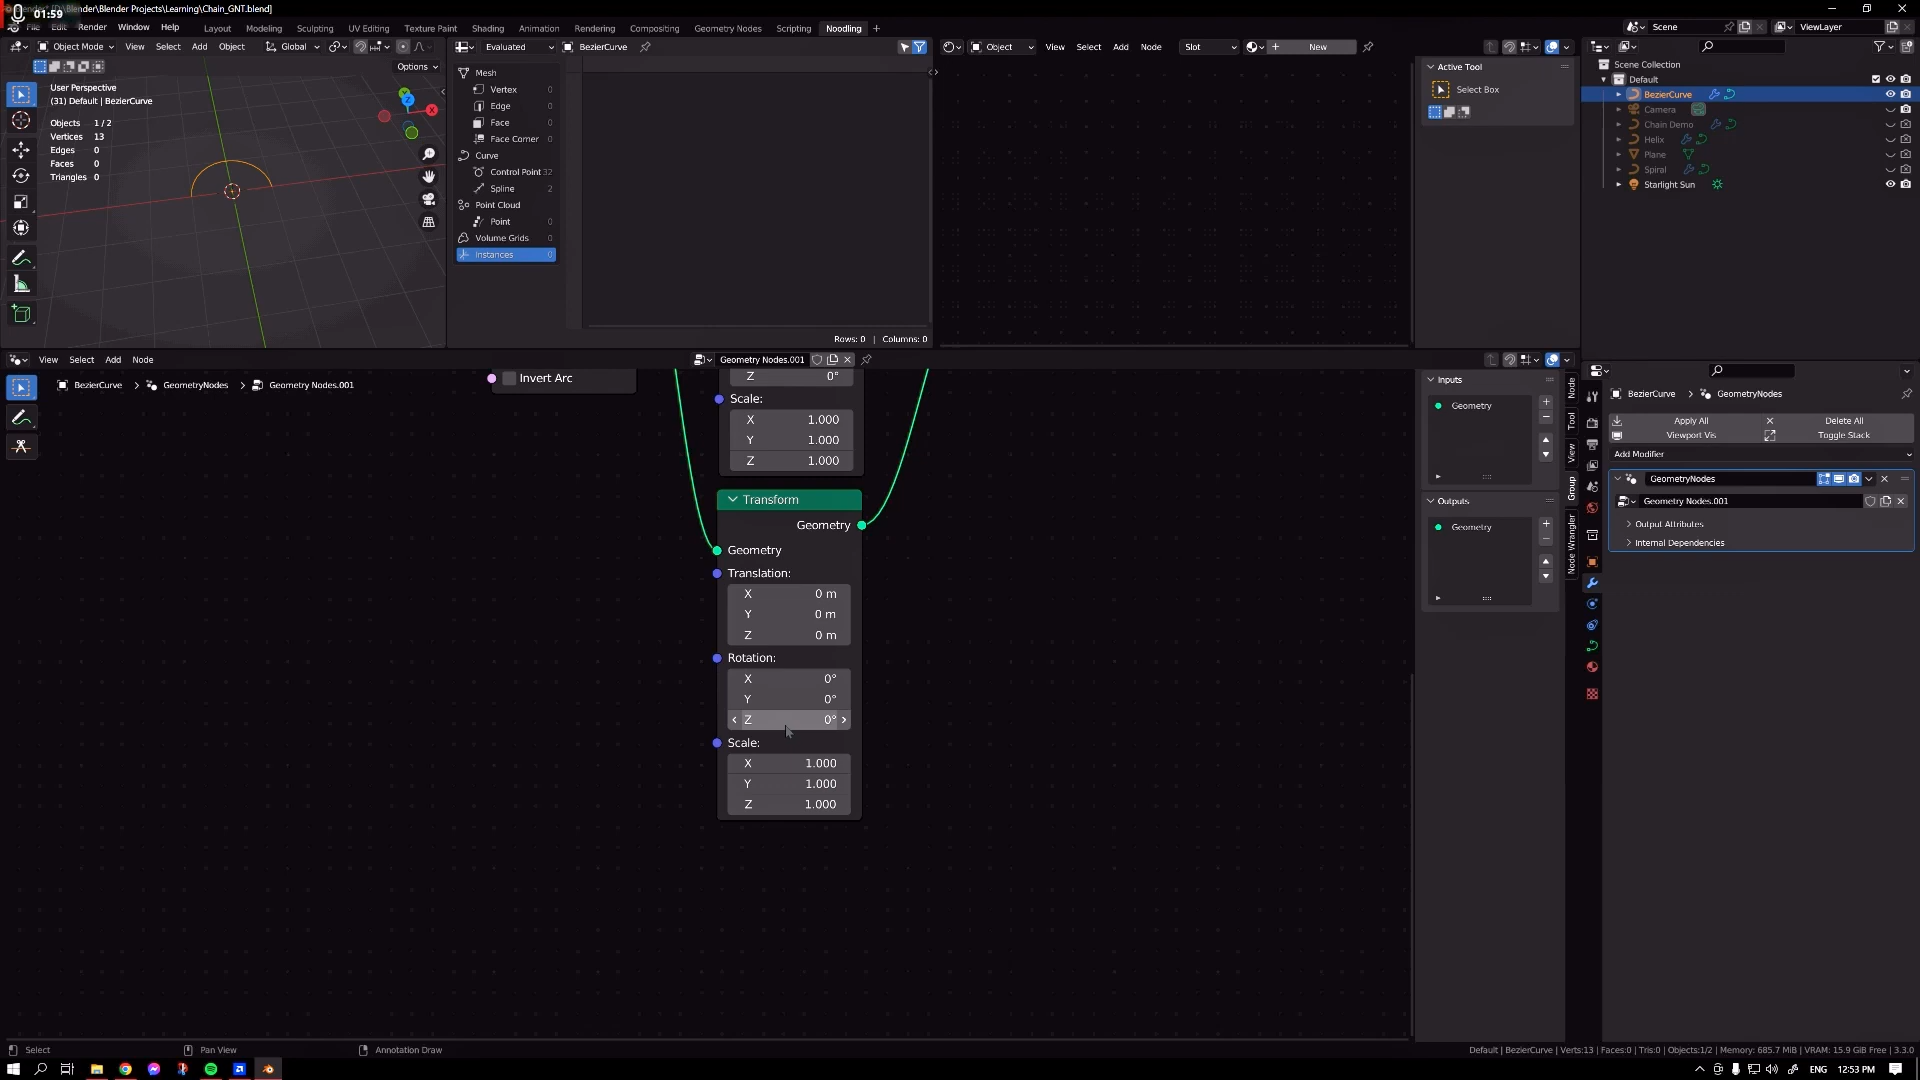 01:59
Blender* [D:\Blender\Blender Projects\Learning\Chain_GNT.blend]
File Edit Render Window Help
Layout Modeling Sculpting UV Editing Texture Paint Shading Animation Rendering Compositing Geometry Nodes Scripting Noodling +
Scene
ViewLayer
Object Mode View Select Add Object Global
Options
User Perspective
(31) Default | BezierCurve
Objects 1 / 2
Vertices 13
Edges 0
Faces 0
Triangles 0
Z
X
Evaluated BezierCurve
Mesh
Vertex 0
Edge 0
Face 0
Face Corner 0
Curve
Control Point 32
Spline 2
Point Cloud
Point 0
Volume Grids 0
Instances 0
Rows: 0 | Columns: 0
Object View Select Add Node Slot New
Active Tool
Select Box
Scene Collection
Default
BezierCurve
Camera
Chain Demo
Helix
Plane
Spiral
Starlight Sun
View Select Add Node
Geometry Nodes.001
BezierCurve > GeometryNodes > Geometry Nodes.001
Invert Arc
Z 0°
Scale:
X 1.000
Y 1.000
Z 1.000
Transform
Geometry
Geometry
Translation:
X 0 m
Y 0 m
Z 0 m
Rotation:
X 0°
Y 0°
Z 0°
Scale:
X 1.000
Y 1.000
Z 1.000
Inputs
Geometry
Outputs
Geometry
Node
Tool
View
Group
Node Wrangler
BezierCurve > GeometryNodes
Apply All Delete All
Viewport Vis Toggle Stack
Add Modifier
GeometryNodes
Geometry Nodes.001
Output Attributes
Internal Dependencies
Select Pan View Annotation Draw
Default | BezierCurve | Verts:13 | Faces:0 | Tris:0 | Objects:1/2 | Memory: 685.7 MiB | VRAM: 15.9 GiB Free | 3.3.0
ENG 12:53 PM